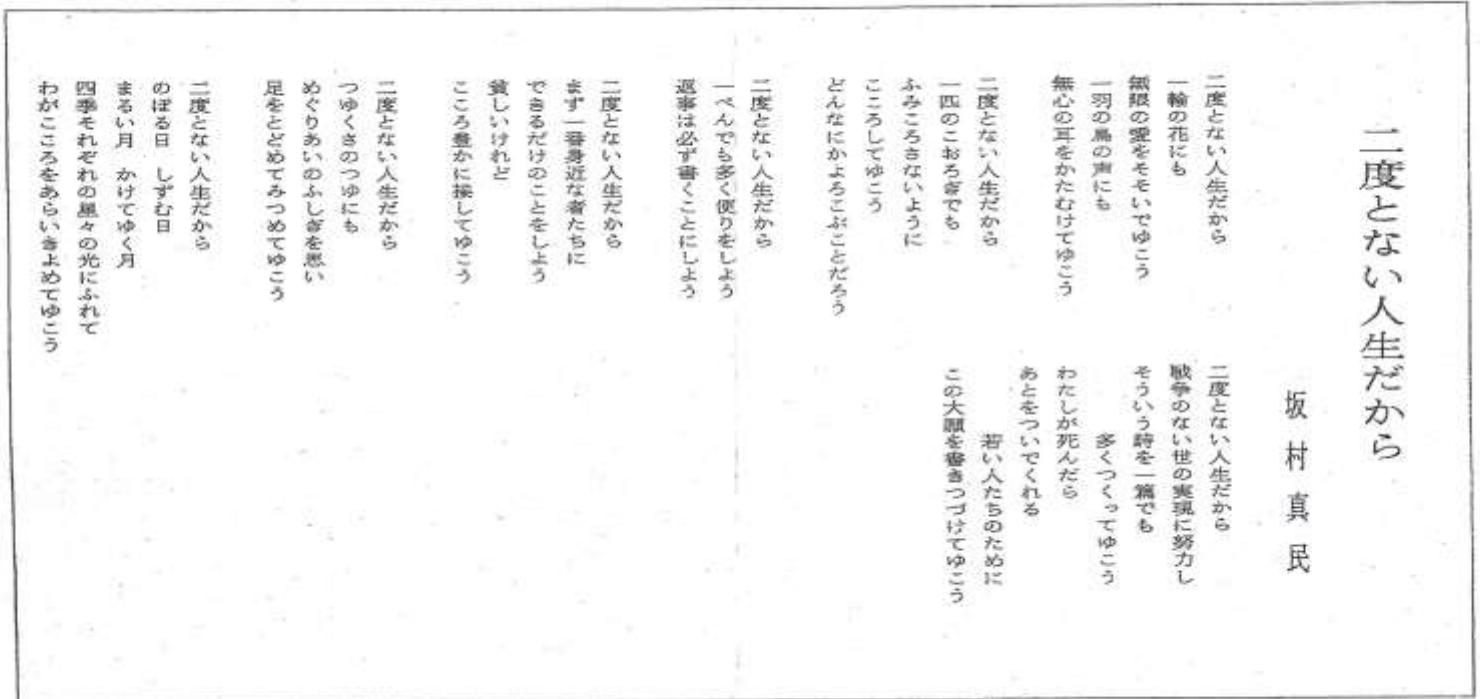 二度とない人生だから
坂村真民
二度とない人生だから
一輪の花にも
無限の愛をそそいでゆこう
一羽の鳥の声にも
無心の耳をかたむけてゆこう
二度とない人生だから
一匹のこおろぎでも
ふみころさないように
こころしてゆこう
どんなにかよろこぶことだろう
二度とない人生だから
一ぺんでも多く便りをしよう
返事は必ず書くことにしよう
二度とない人生だから
まず一番身近な者たちに
できるだけのことをしよう
貧しいけれど
こころ豊かに接してゆこう
二度とない人生だから
つゆくさのつゆにも
めぐりあいのふしぎを思い
足をとどめてみつめてゆこう
二度とない人生だから
のぼる日 しずむ日
まるい月 かけてゆく月
四季それぞれの星々の光にふれて
わがこころをあらいきよめてゆこう
二度とない人生だから
戦争のない世の実現に努力し
そういう詩を一篇でも
多くつくってゆこう
わたしが死んだら
あとをついでくれる
若い人たちのために
この大願を書きつづけてゆこう